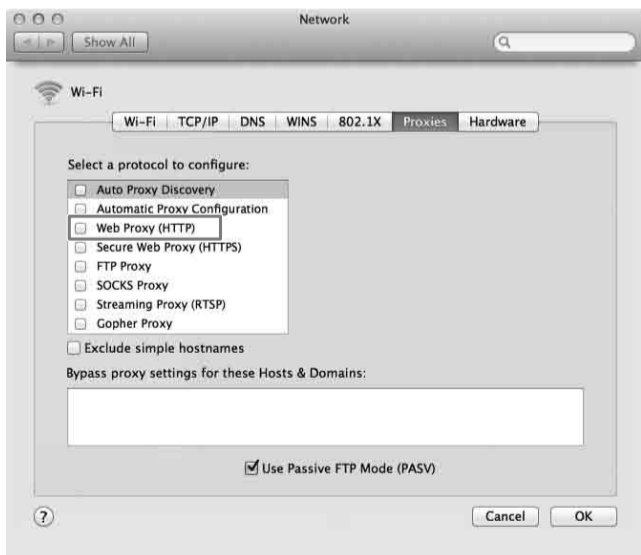 Network
Show All
Wi-Fi
Wi-Fi TCP/IP DNS WINS 802.1X Proxies Hardware
Select a protocol to configure:
Auto Proxy Discovery
Automatic Proxy Configuration
Web Proxy (HTTP)
Secure Web Proxy (HTTPS)
FTP Proxy
SOCKS Proxy
Streaming Proxy (RTSP)
Gopher Proxy
Exclude simple hostnames
Bypass proxy settings for these Hosts & Domains:
Use Passive FTP Mode (PASV)
? Cancel OK